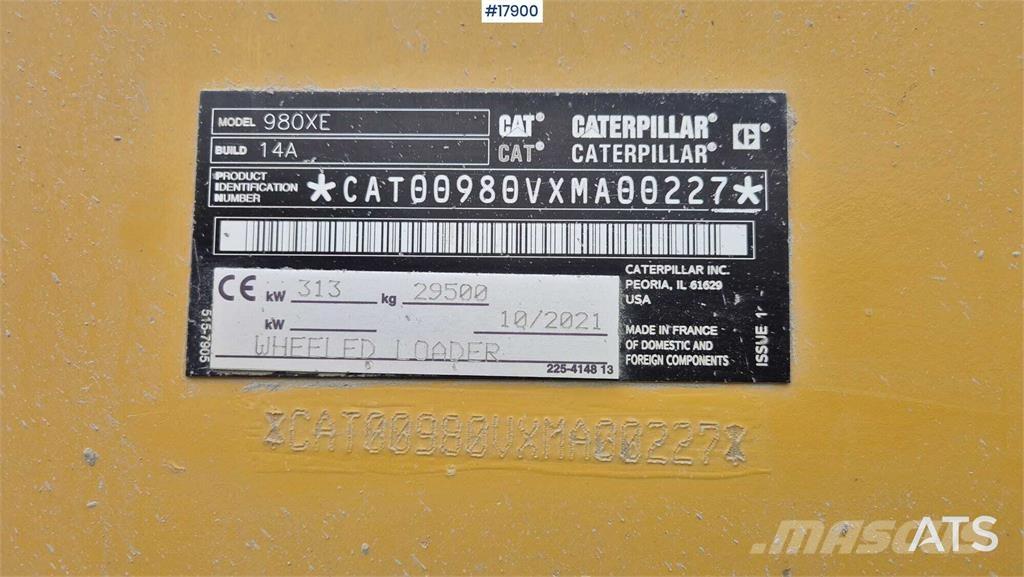 #17900
MODEL 980XE
BUILD 14A
CAT® CATERPILLAR®
CAT® CATERPILLAR®
C®
PRODUCT
IDENTIFICATION
NUMBER
*CAT00980VXMA00227*
CE kW 313 kg 29500
kW 10/2021
WHEELED LOADER
225-4148 13
515-7905
CATERPILLAR INC.
PEORIA, IL 61629
USA
MADE IN FRANCE
OF DOMESTIC AND
FOREIGN COMPONENTS
ISSUE 1
*CAT00980VXMA00227*
ATS